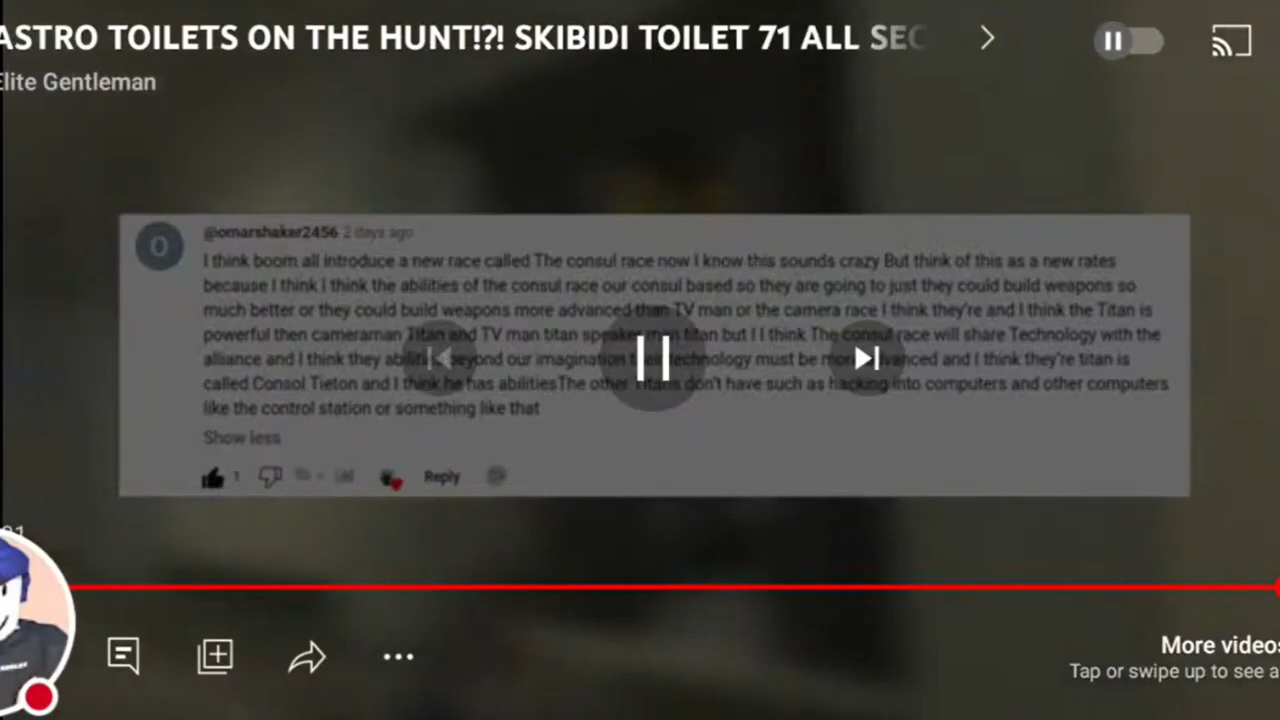 ASTRO TOILETS ON THE HUNT!?! SKIBIDI TOILET 71 ALL SEC
Elite Gentleman
O
@omarshaker2456 2 days ago
I think boom all introduce a new race called The consul race now I know this sounds crazy But think of this as a new rates
because I think I think the abilities of the consul race our consul based so they are going to just they could build weapons so
much better or they could build weapons more advanced than TV man or the camera race I think they're and I think the Titan is
powerful then cameraman Titan and TV man titan speaker man titan but I I think The consul race will share Technology with the
alliance and I think they abilities beyond our imagination their technology must be more advanced and I think they're titan is
called Consol Tieton and I think he has abilitiesThe other Titans don't have such as hacking into computers and other computers
like the control station or something like that
Show less
1
Reply
More videos
Tap or swipe up to see a